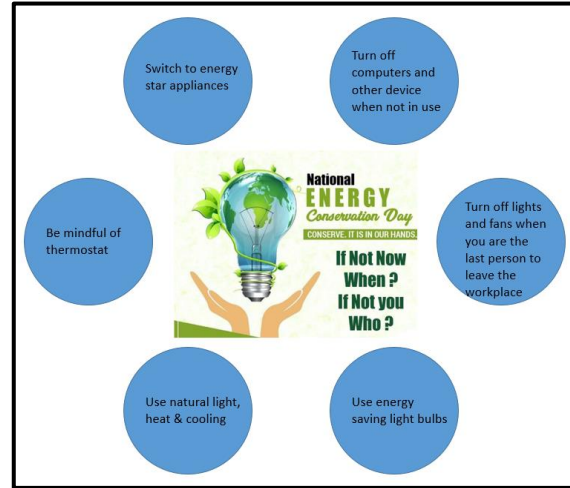 Switch to energy
star appliances
Turn off
computers and
other device
when not in use
Be mindful of
thermostat
National
ENERGY
Conservation Day
CONSERVE. IT IS IN OUR HANDS.
If Not Now
When ?
If Not you
Who ?
Turn off lights
and fans when
you are the
last person to
leave the
workplace
Use natural light,
heat & cooling
Use energy
saving light bulbs